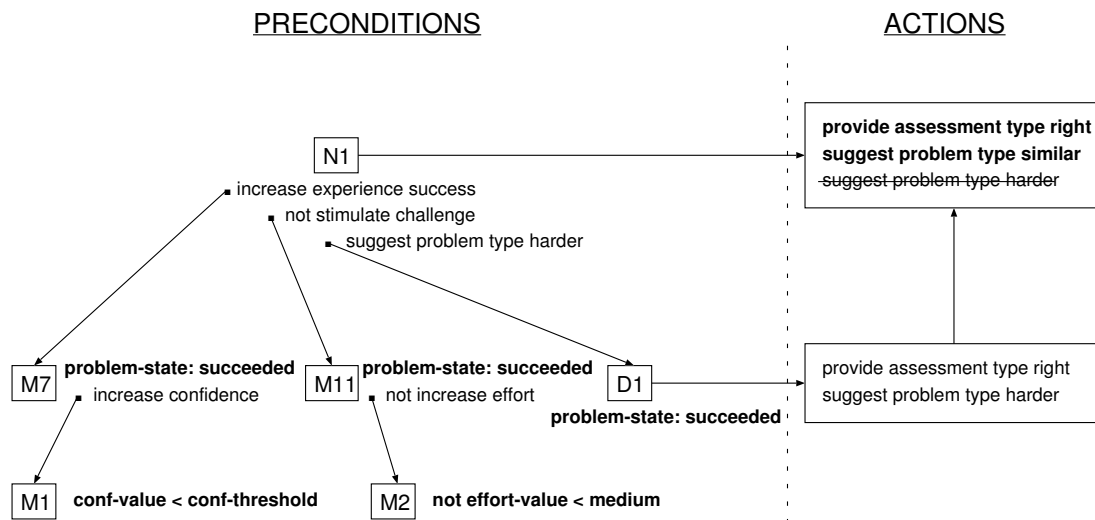 PRECONDITIONS
ACTIONS
N1
increase experience success
not stimulate challenge
suggest problem type harder
provide assessment type right
suggest problem type similar
suggest problem type harder
M7
problem-state: succeeded
increase confidence
M11
problem-state: succeeded
not increase effort
D1
problem-state: succeeded
provide assessment type right
suggest problem type harder
M1
conf-value < conf-threshold
M2
not effort-value < medium